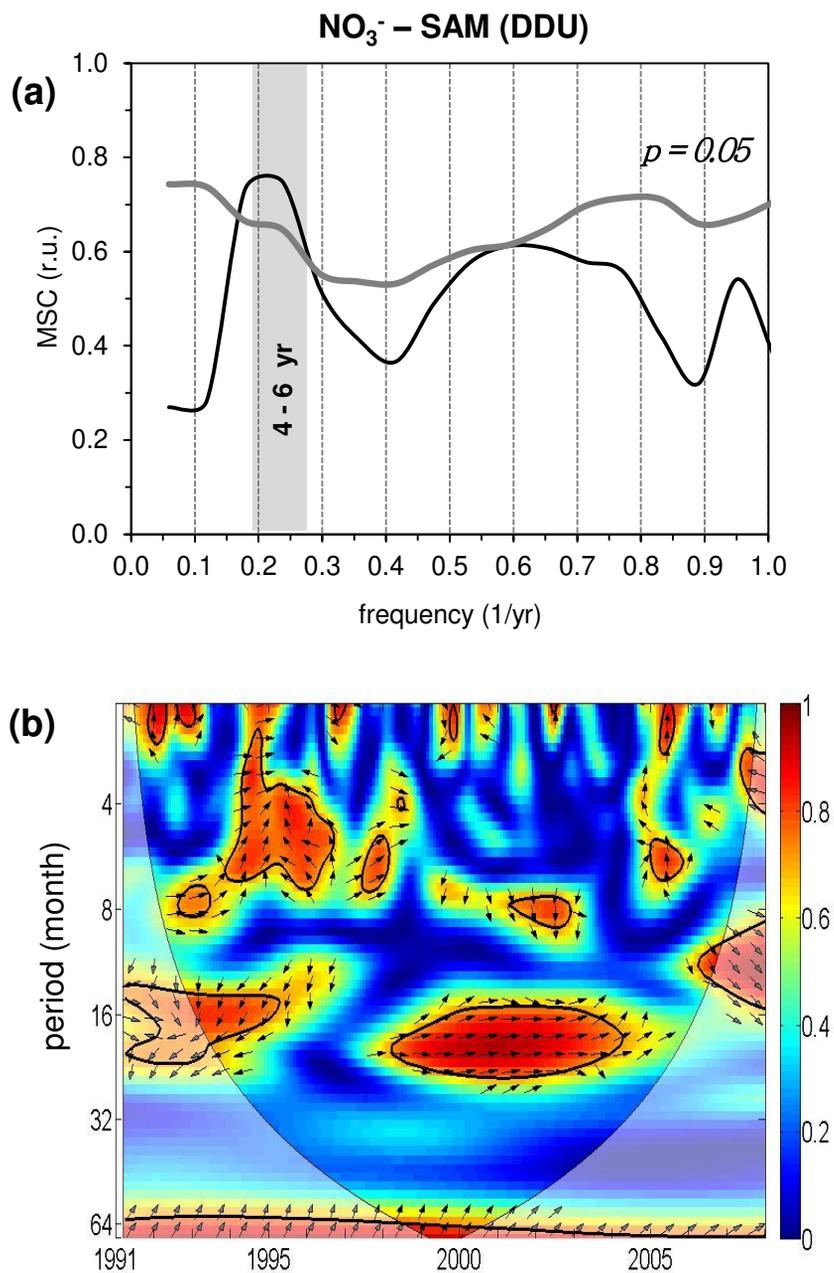 NO₃⁻ – SAM (DDU)
(a)
1.0
0.8
0.6
0.4
0.2
0.0
MSC (r.u.)
p = 0.05
4 - 6 yr
0.0 0.1 0.2 0.3 0.4 0.5 0.6 0.7 0.8 0.9 1.0
frequency (1/yr)
(b)
period (month)
4
8
16
32
64
1991 1995 2000 2005
1
0.8
0.6
0.4
0.2
0